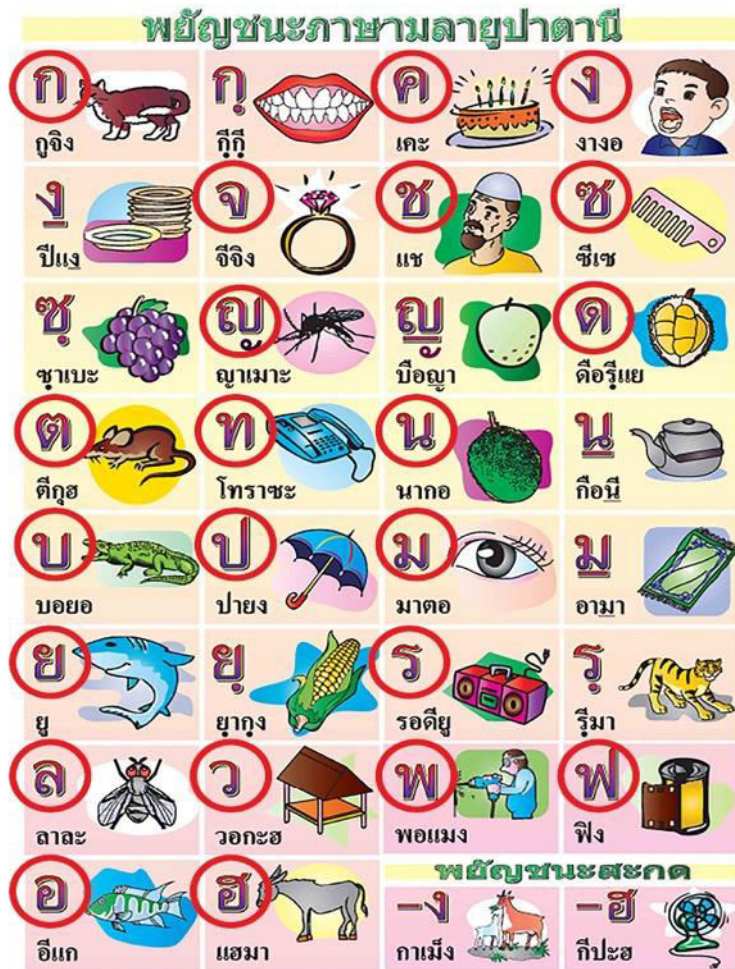 พยัญชนะภาษามลายูปาตานี
ก กฺ ค ง
กูจิง กฺีกฺี เคะ งางอ
ง̱ จ ช ซ
ปีแง̱ จีจิง แช ซีเซ
ซฺ ญ ญ̱ ด
ซฺาเบะ ญาเมาะ บือญ̱า ดือรฺีแย
ต ท น น̱
ตีกุฮ โทราซะ นากอ กือนี̱
บ ป ม ม̱
บอยอ ปายง มาตอ อาม̱า
ย ยฺ ร รฺ
ยู ยฺากฺง รอดียู รฺีมา
ล ว พ ฟ
ลาละ วอกะฮ พอแมง ฟิง
อ ฮ พยัญชนะสะกด
-ง -ฮ
อีแก แฮมา กาเม็ง กีปะฮ